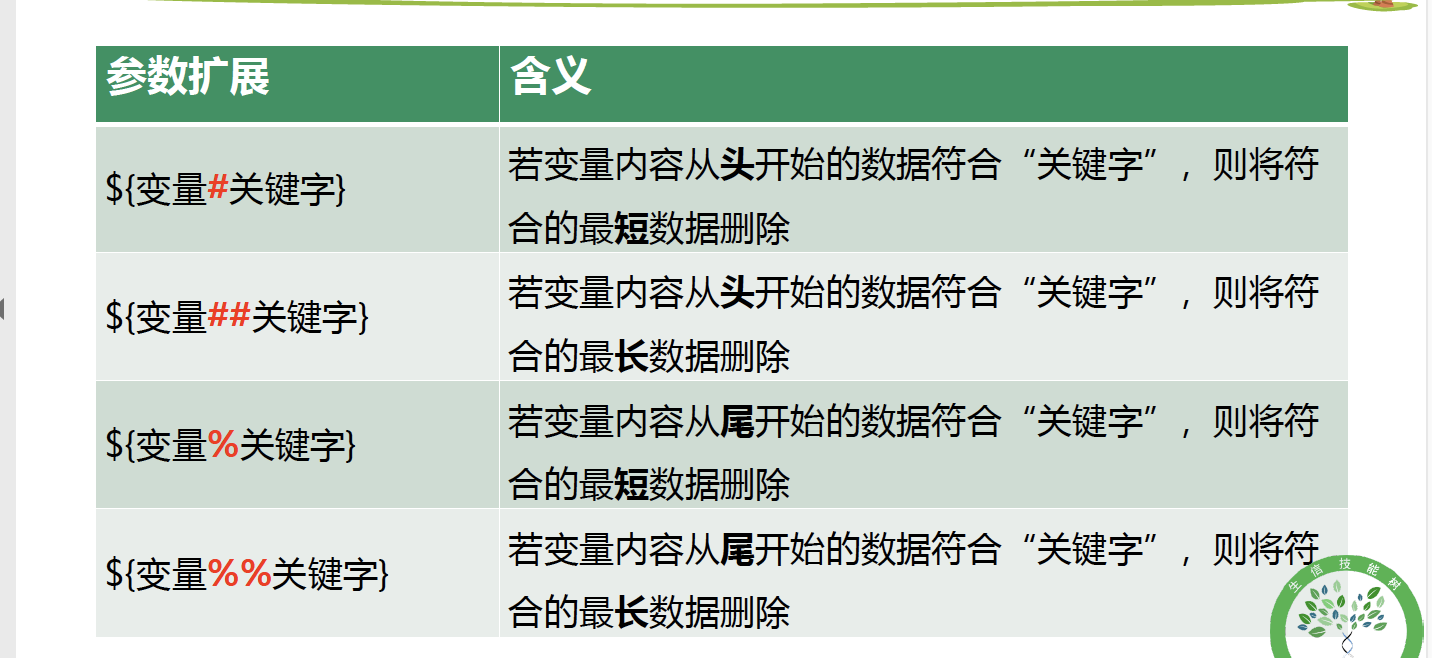 参数扩展
含义
${变量#关键字}
若变量内容从头开始的数据符合“关键字”，则将符
合的最短数据删除
${变量##关键字}
若变量内容从头开始的数据符合“关键字”，则将符
合的最长数据删除
${变量%关键字}
若变量内容从尾开始的数据符合“关键字”，则将符
合的最短数据删除
${变量%%关键字}
若变量内容从尾开始的数据符合“关键字”，则将符
合的最长数据删除
生信技能树